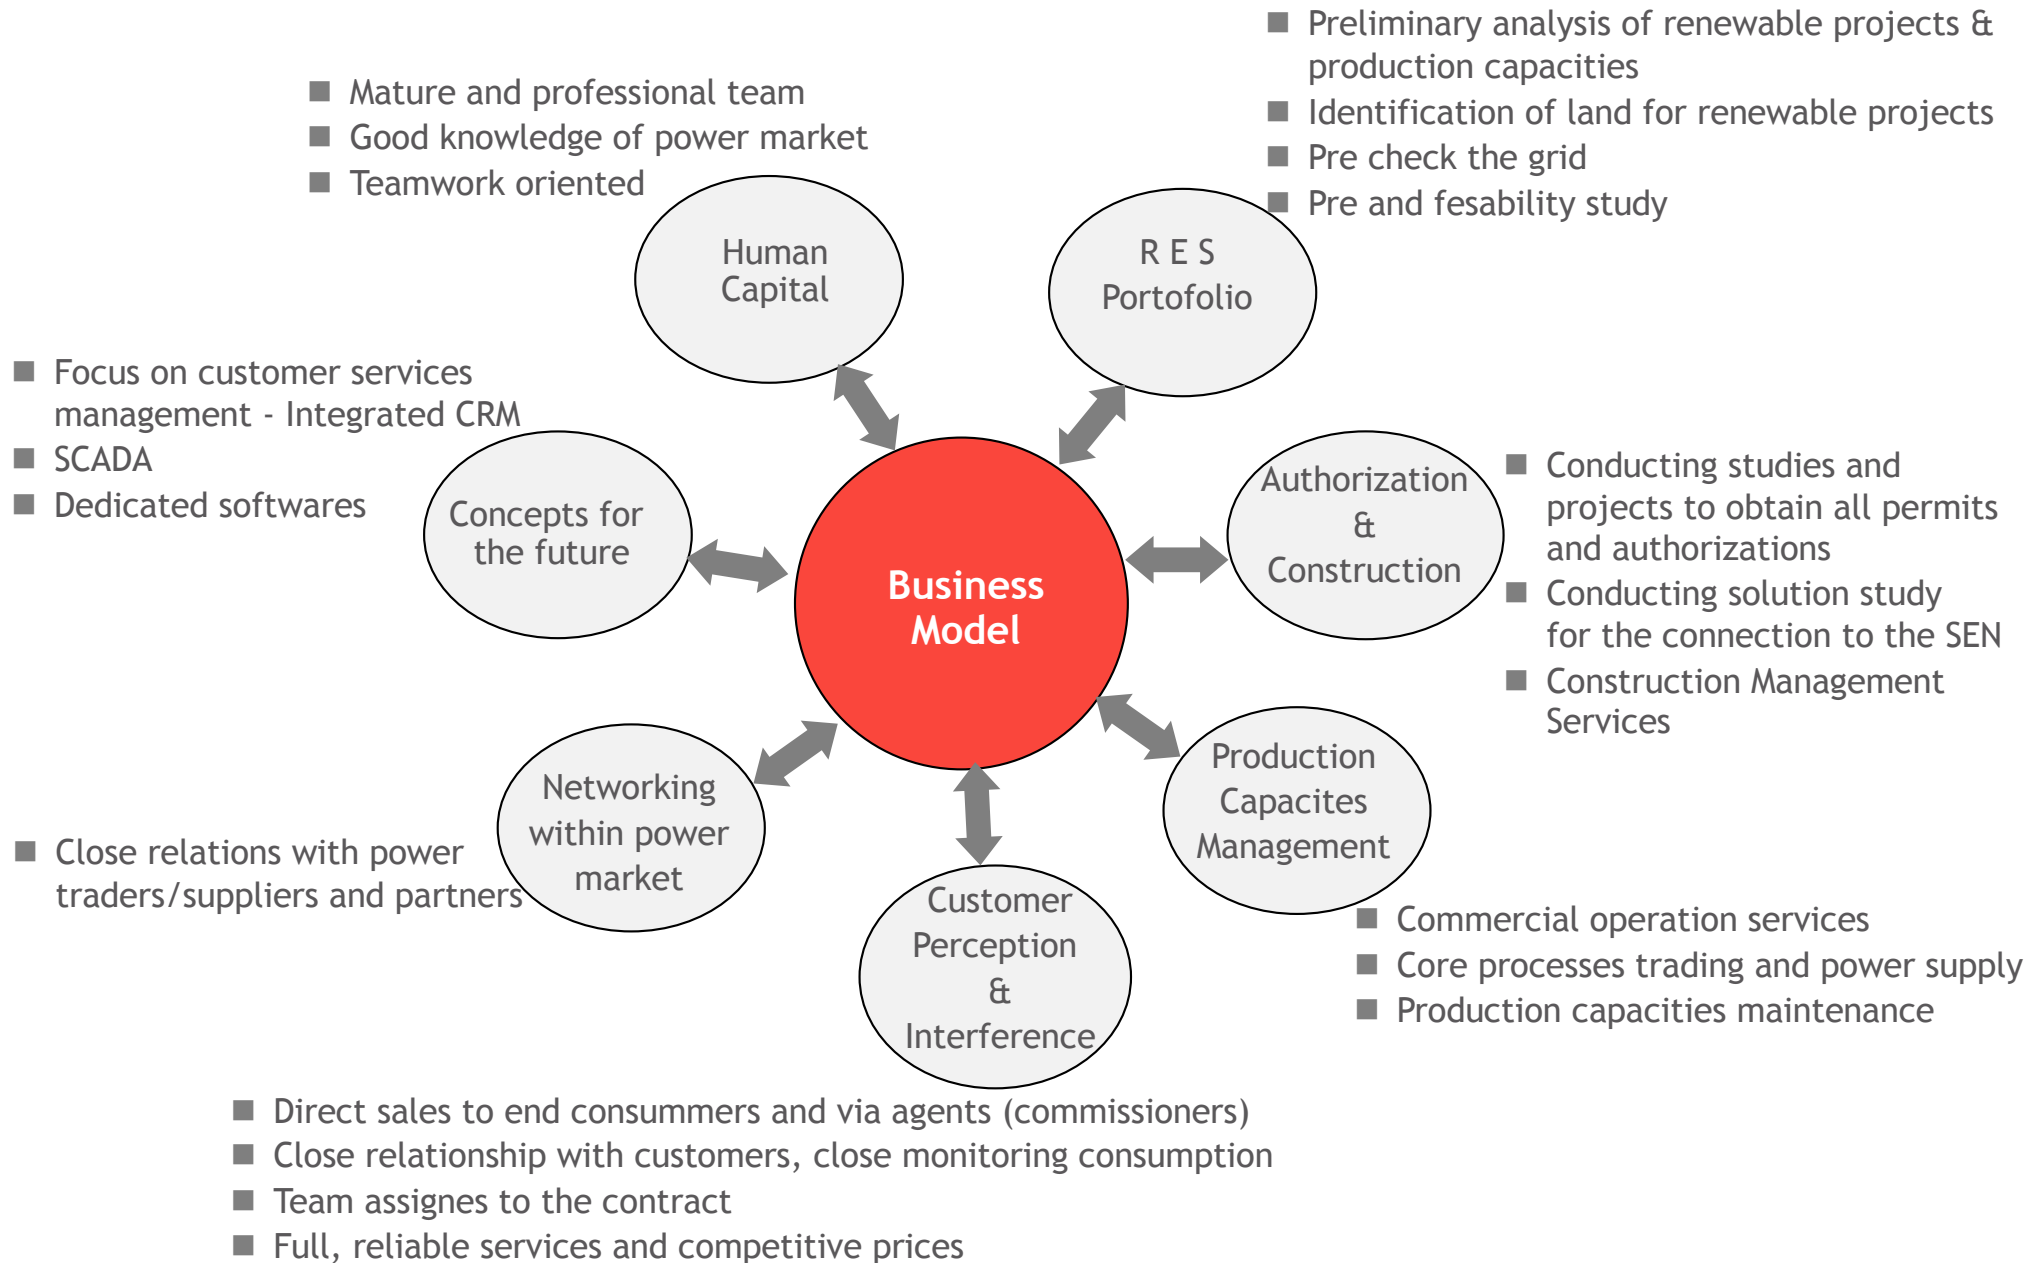 Preliminary analysis of renewable projects &
production capacities
Identification of land for renewable projects
Pre check the grid
Pre and fesability study
Mature and professional team
Good knowledge of power market
Teamwork oriented
Human
Capital
R E S
Portofolio
Focus on customer services
management - Integrated CRM
SCADA
Dedicated softwares
Concepts for
the future
Authorization
&
Construction
Conducting studies and
projects to obtain all permits
and authorizations
Conducting solution study
for the connection to the SEN
Construction Management
Services
Business
Model
Networking
within power
market
Close relations with power
traders/suppliers and partners
Production
Capacites
Management
Commercial operation services
Core processes trading and power supply
Production capacities maintenance
Customer
Perception
&
Interference
Direct sales to end consummers and via agents (commissioners)
Close relationship with customers, close monitoring consumption
Team assignes to the contract
Full, reliable services and competitive prices